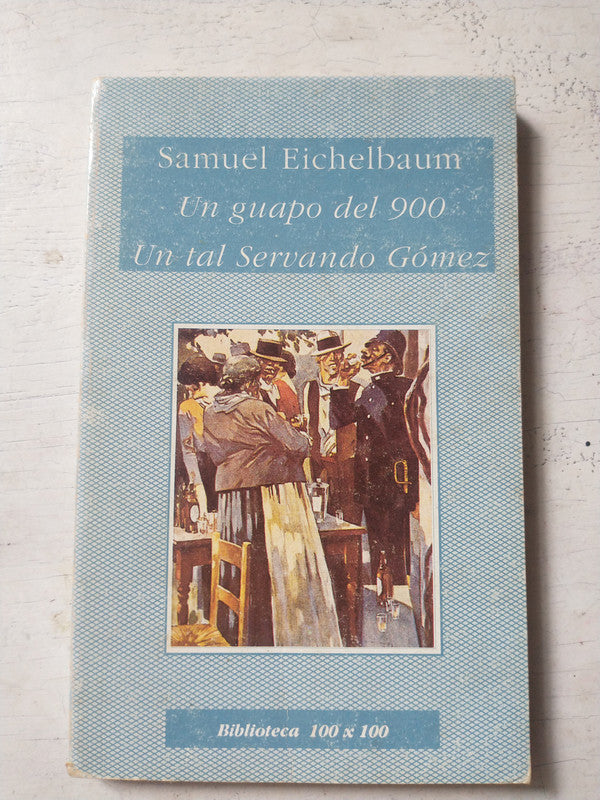 Samuel Eichelbaum
Un guapo del 900
Un tal Servando Gómez
Biblioteca 100 x 100